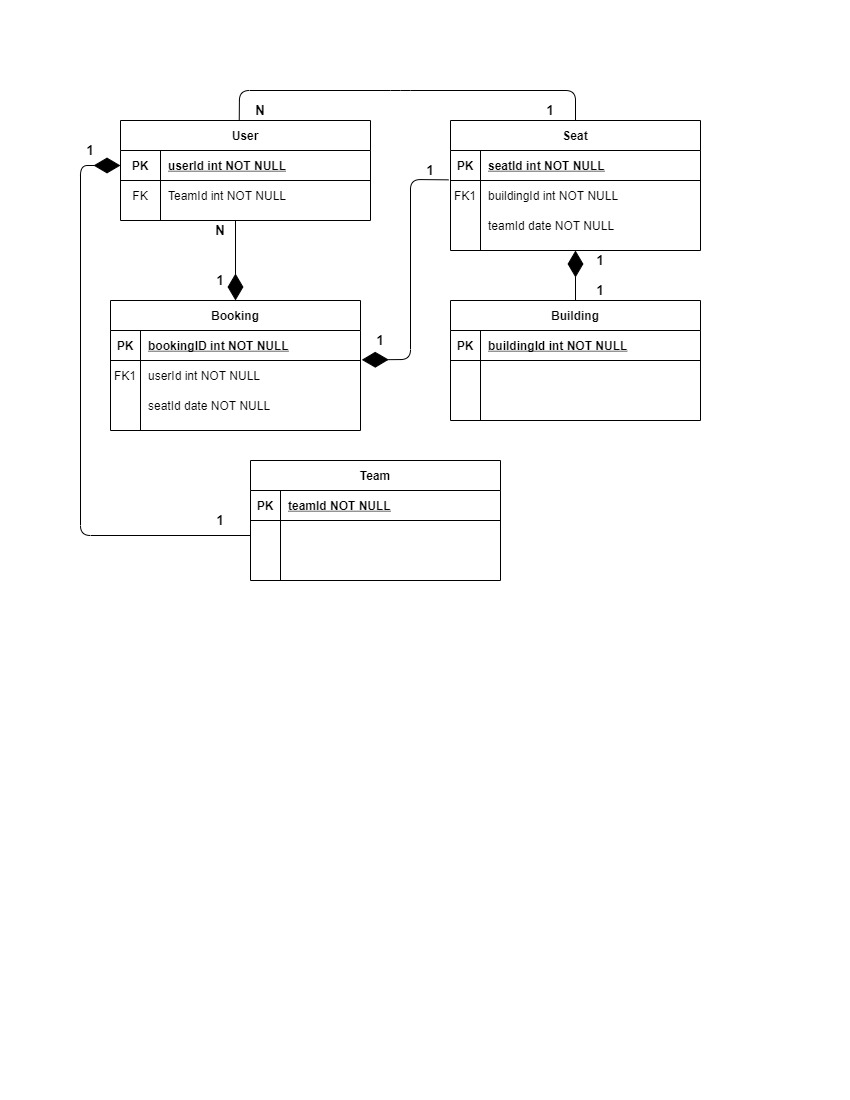 N
1
User
Seat
1
PK userId int NOT NULL
1
PK seatId int NOT NULL
FK TeamId int NOT NULL
FK1 buildingId int NOT NULL
teamId date NOT NULL
N
1
1
1
Booking
Building
1
PK bookingID int NOT NULL
PK buildingId int NOT NULL
FK1 userId int NOT NULL
seatId date NOT NULL
Team
PK teamId NOT NULL
1